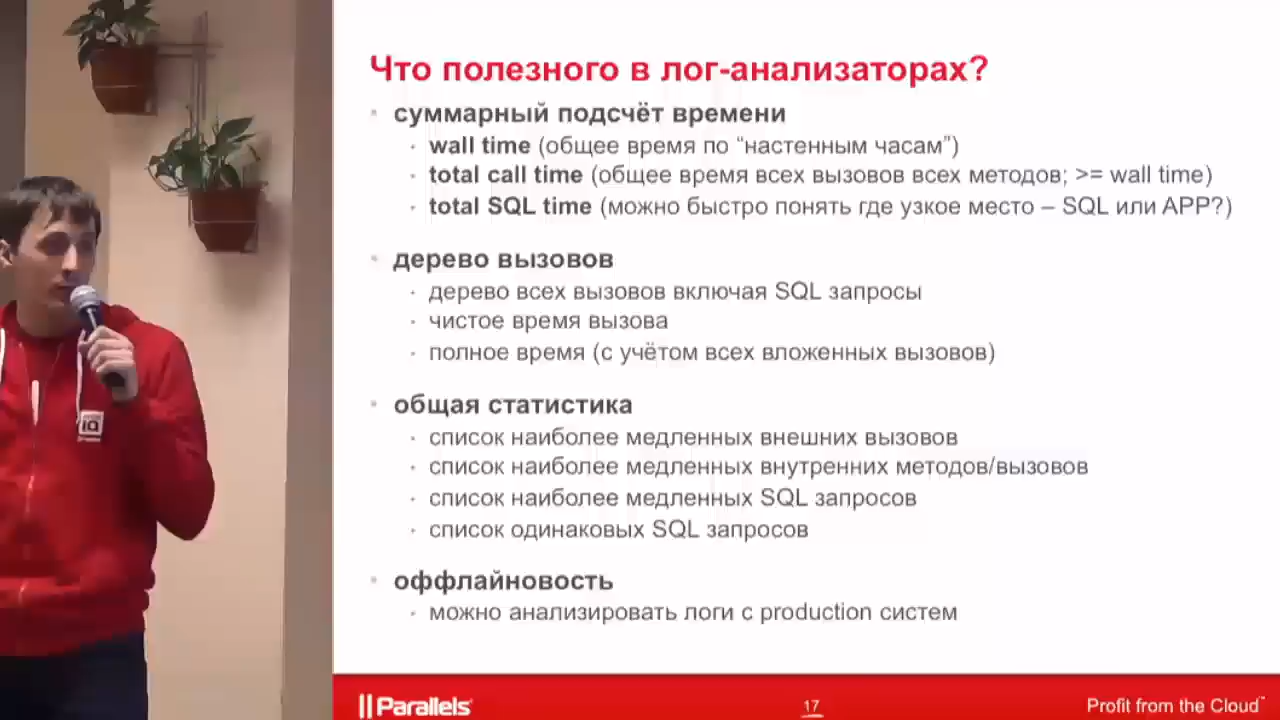 Что полезного в лог-анализаторах?
суммарный подсчёт времени
wall time (общее время по “настенным часам”)
total call time (общее время всех вызовов всех методов; >= wall time)
total SQL time (можно быстро понять где узкое место – SQL или APP?)
дерево вызовов
дерево всех вызовов включая SQL запросы
чистое время вызова
полное время (с учётом всех вложенных вызовов)
общая статистика
список наиболее медленных внешних вызовов
список наиболее медленных внутренних методов/вызовов
список наиболее медленных SQL запросов
список одинаковых SQL запросов
оффлайновость
можно анализировать логи с production систем
Parallels
17
Profit from the Cloud™
iQ